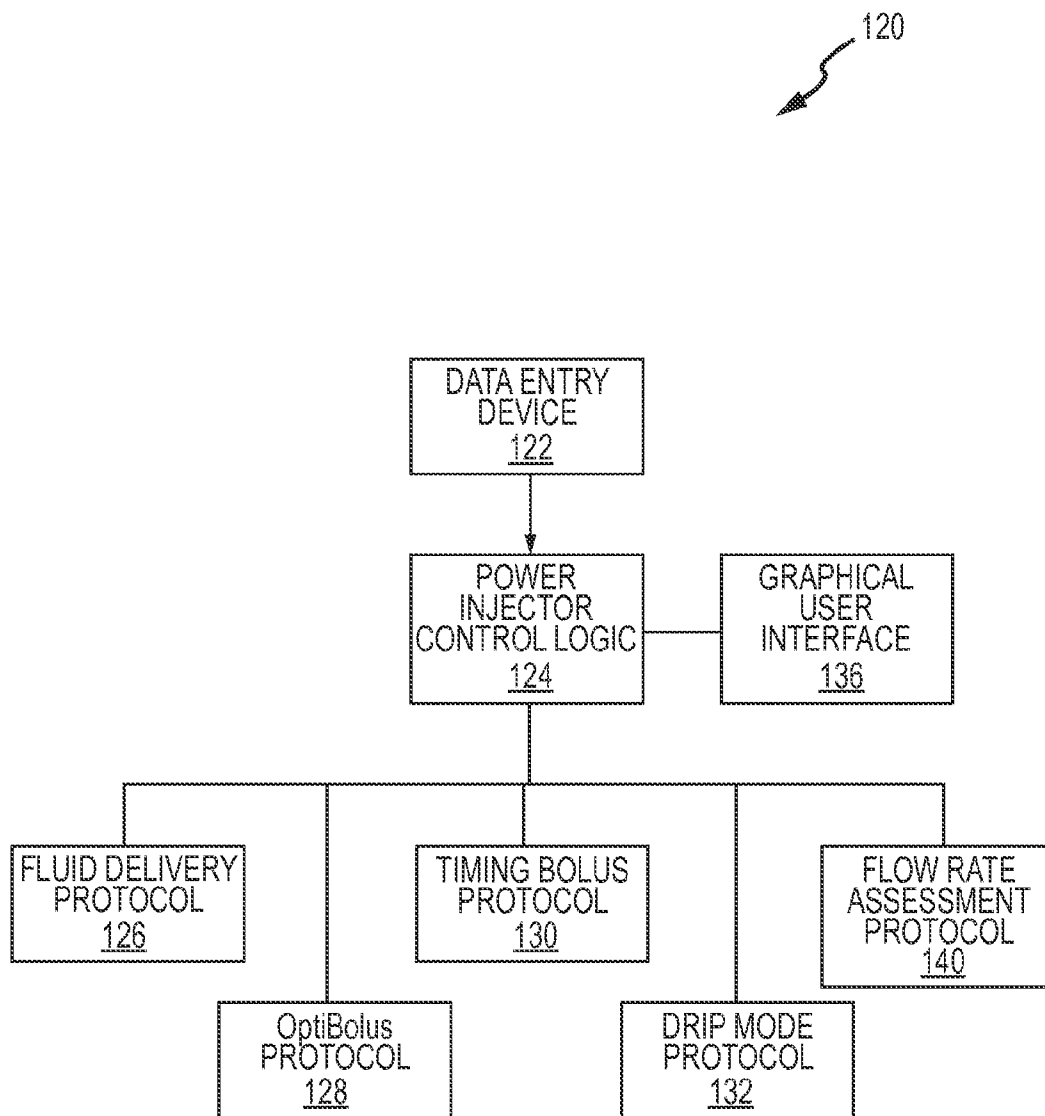 120
DATA ENTRY
DEVICE
122
POWER
INJECTOR
CONTROL LOGIC
124
GRAPHICAL
USER
INTERFACE
136
FLUID DELIVERY
PROTOCOL
126
TIMING BOLUS
PROTOCOL
130
FLOW RATE
ASSESSMENT
PROTOCOL
140
OptiBolus
PROTOCOL
128
DRIP MODE
PROTOCOL
132